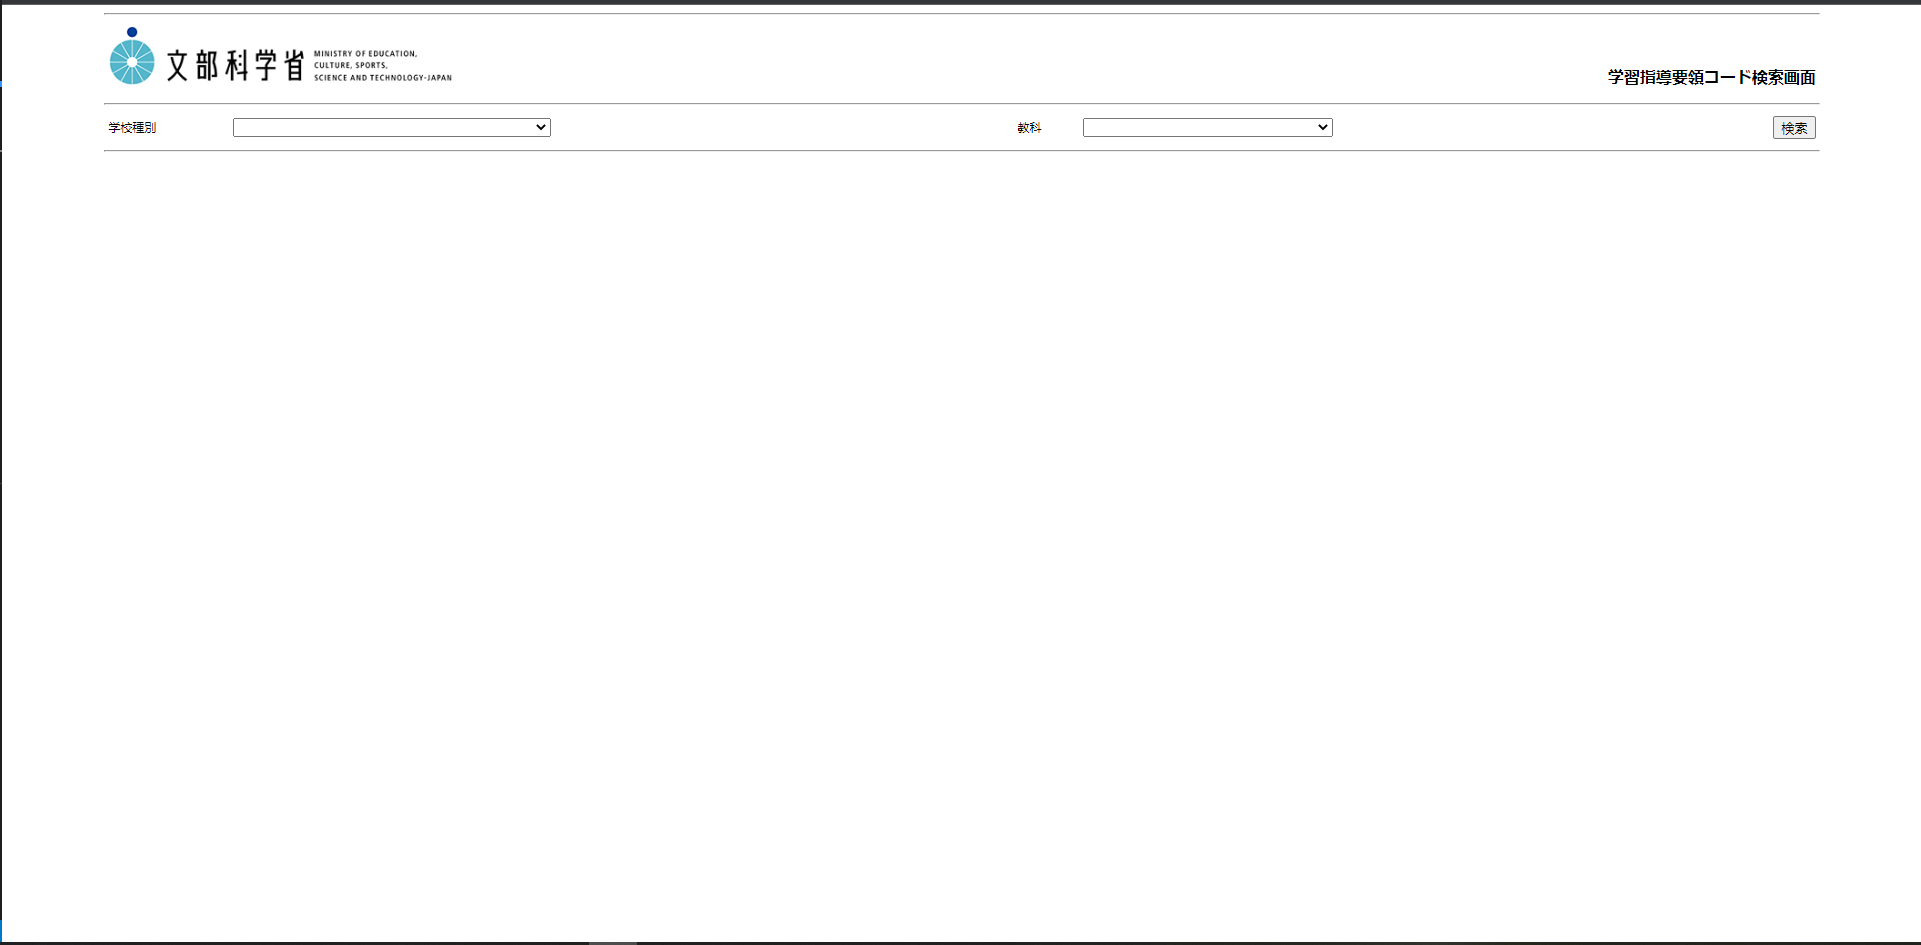 文部科学省
MINISTRY OF EDUCATION,
CULTURE, SPORTS,
SCIENCE AND TECHNOLOGY-JAPAN
学習指導要領コード検索画面
学校種別 教科 検索